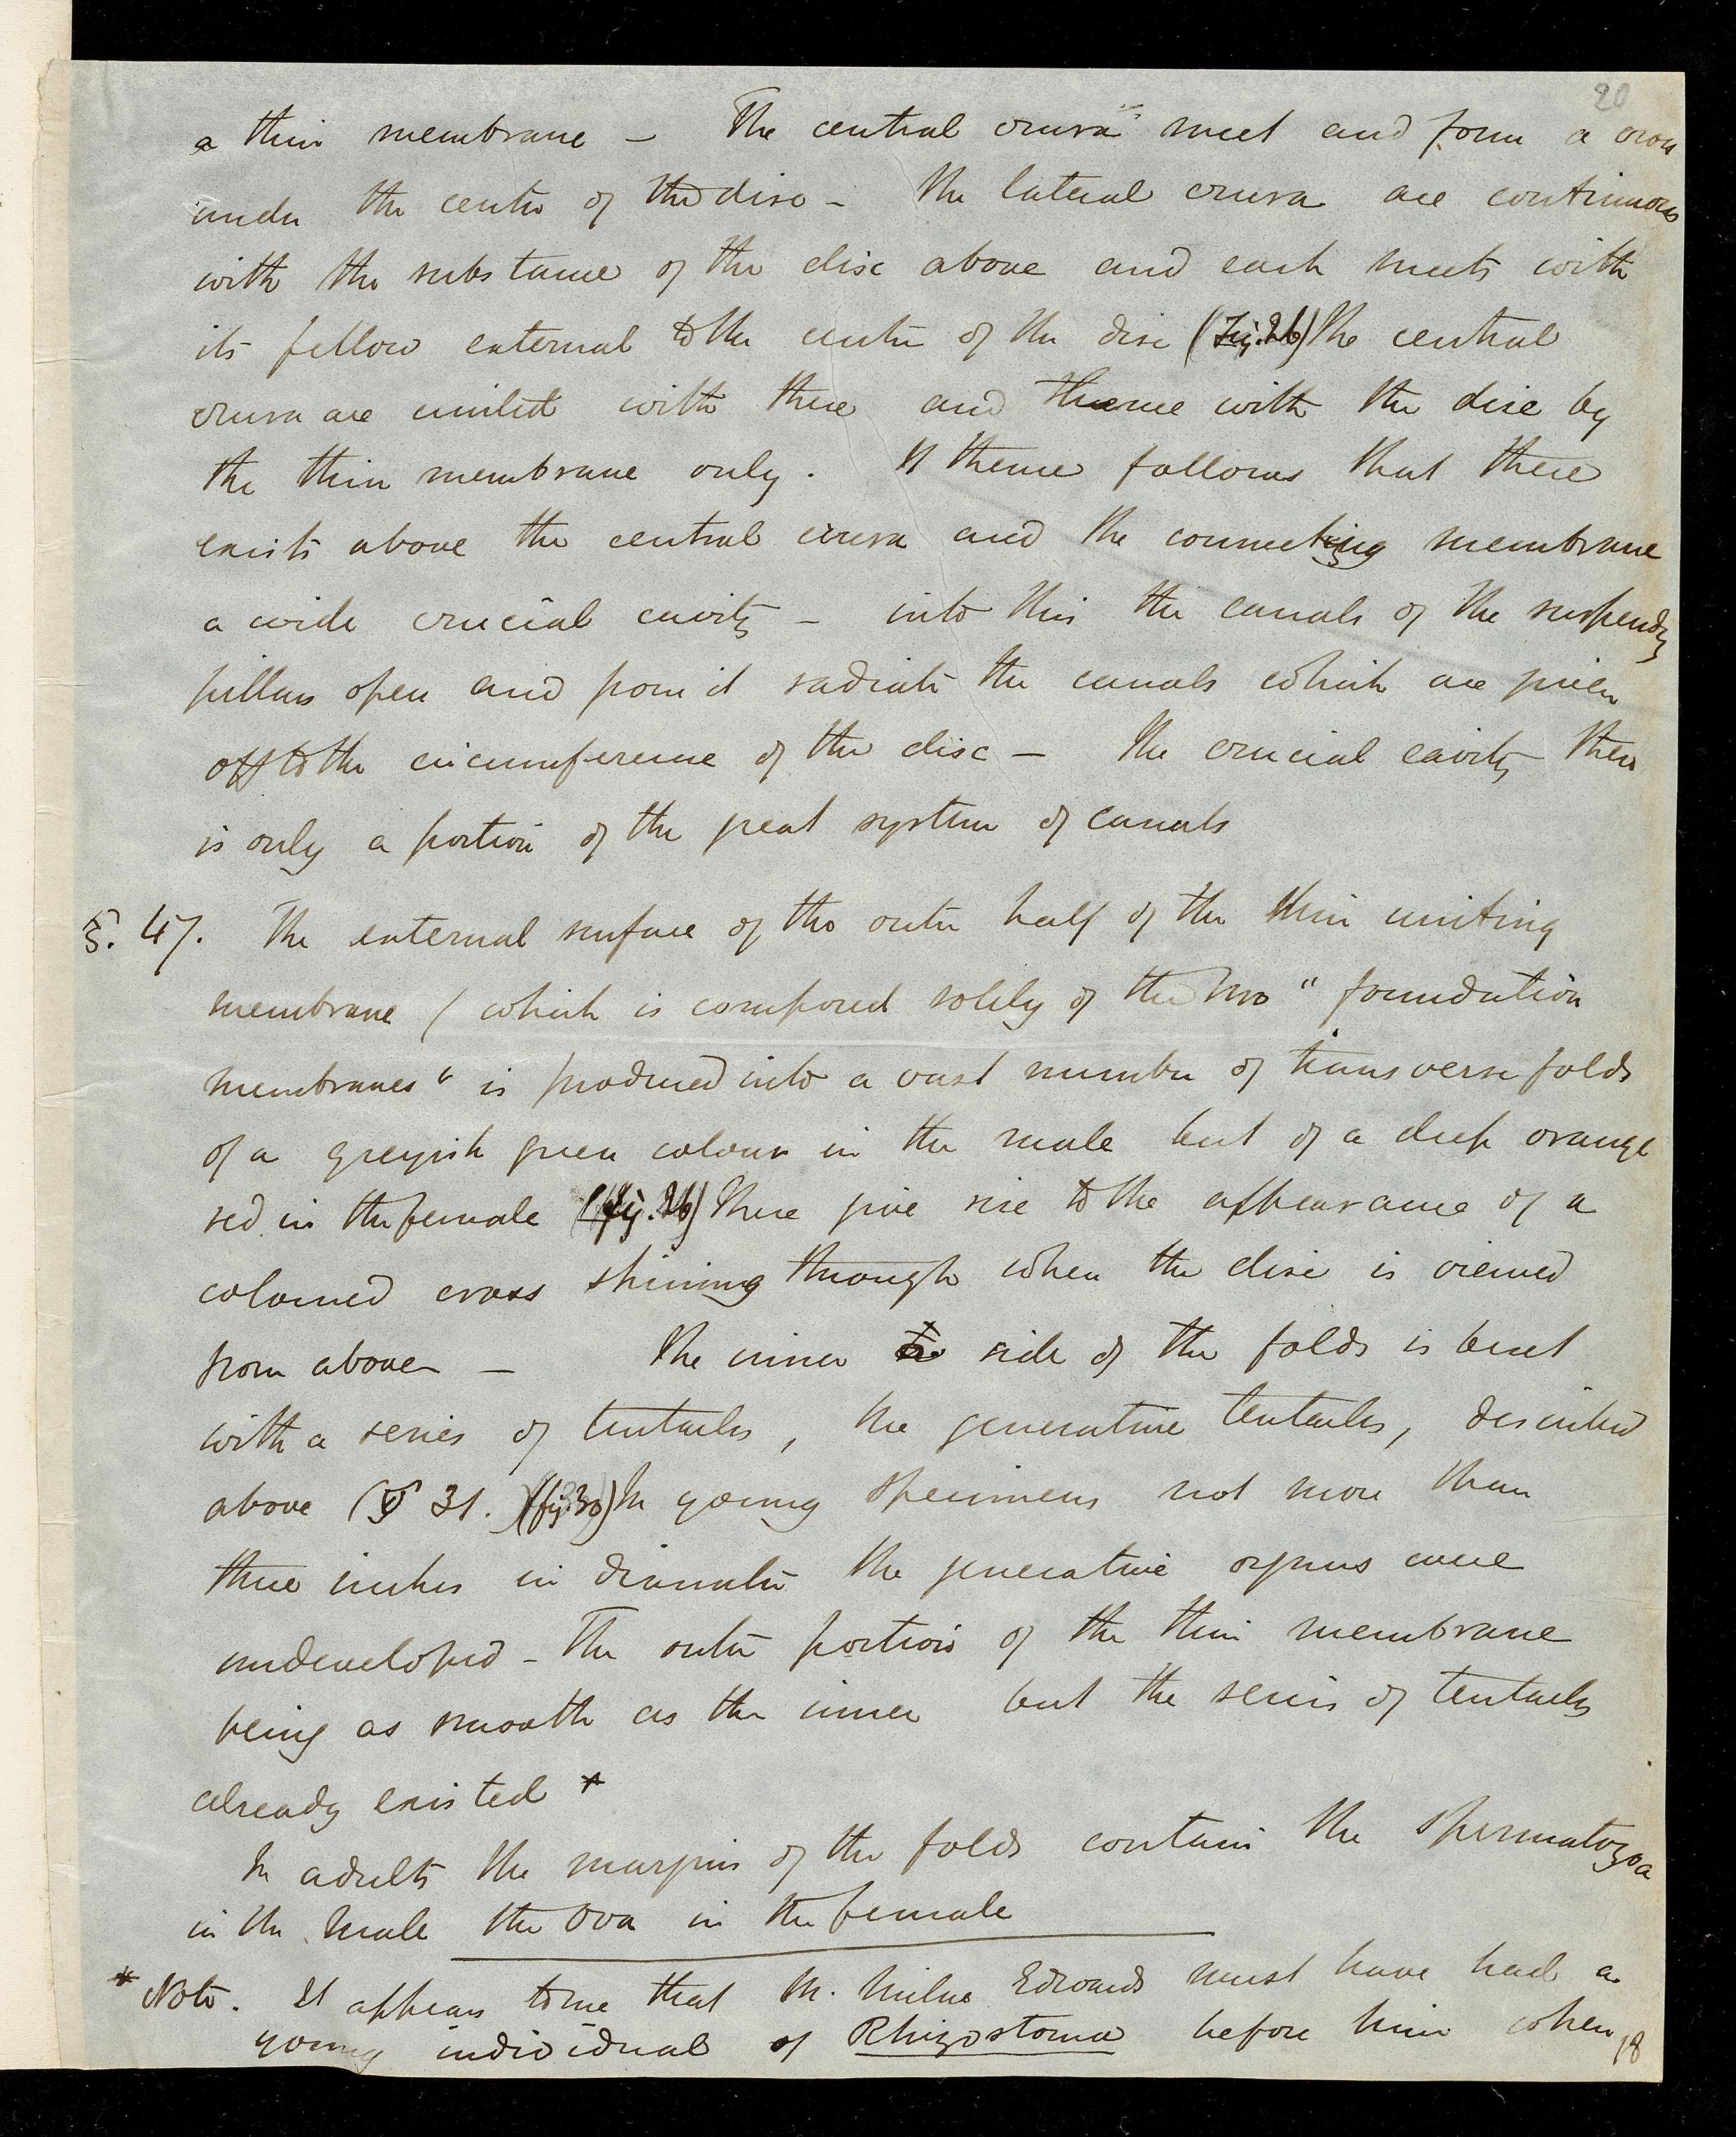 20
a thin membrane – The central crura meet and form a cross
under the centre of the disc – The lateral crura are continuous
with the substance of the disc above and each meets with
its fellow external to the centre of the disc (Fig. 26) The central
crura are united with these and thence with the disc by
the thin membrane only. It thence follows that there
exists above the central crura and the connecting membrane
a wide crucial cavity – into this the canals of the suspendg
pillars open and from it radiate the canals which are given
off to the circumference of the disc – The crucial cavity then
is only a portion of the great system of canals
§. 47. The external surface of the outer half of the thin uniting
membrane (which is composed solely of the two "foundation
membranes" is produced into a vast number of transverse folds
of a greyish green colour in the male but of a deep orange
red in the female (fig. 26) These give rise to the appearance of a
coloured cross shining through when the disc is viewed
from above – The inner side of the folds is beset
with a series of tentacles, the generative tentacles, described
above (§ 31.) (fig. 30) In young specimens not more than
three inches in diameter the generative organs were
undeveloped – The outer portion of the thin membrane
being as smooth as the inner but the series of tentacles
already existed *
In adults the margins of the folds contain the Spermatozoa
in the Male the Ova in the female
* Note. It appears to me that M. Milne Edwards must have had a
young individual of Rhizostoma before him when
18